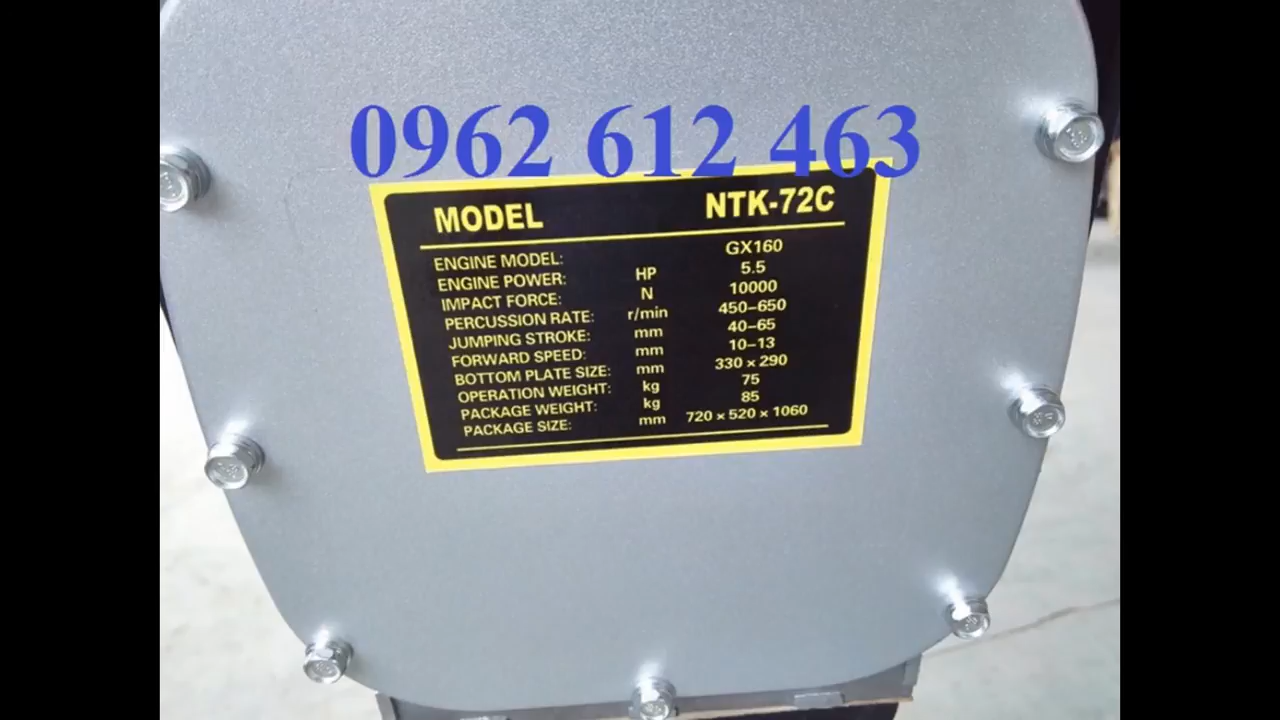 0962 612 463
MODEL NTK-72C
ENGINE MODEL: GX160
ENGINE POWER: HP 5.5
IMPACT FORCE: N 10000
PERCUSSION RATE: r/min 450-650
JUMPING STROKE: mm 40-65
FORWARD SPEED: mm 10-13
BOTTOM PLATE SIZE: mm 330 × 290
OPERATION WEIGHT: kg 75
PACKAGE WEIGHT: kg 85
PACKAGE SIZE: mm 720 × 520 × 1060